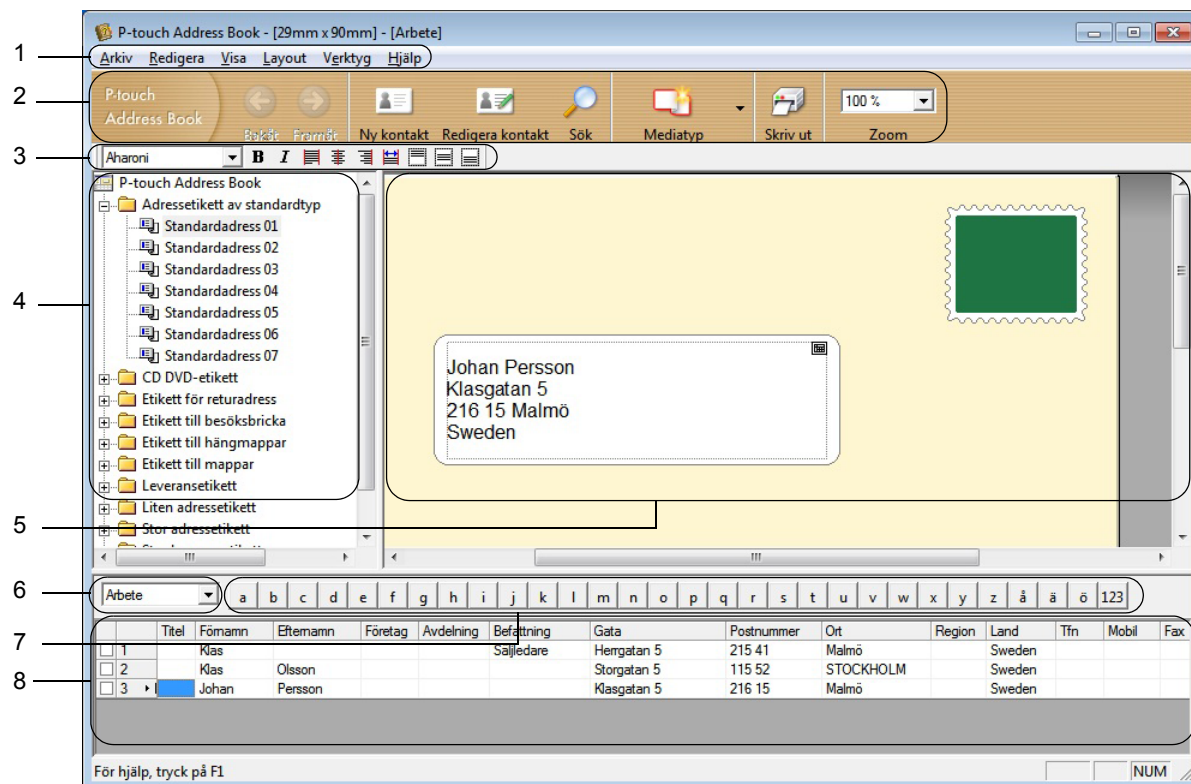 P-touch Address Book - [29mm x 90mm] - [Arbete]
1
Arkiv Redigera Visa Layout Verktyg Hjälp
2
P-touch
Address Book
Bakåt Framåt Ny kontakt Redigera kontakt Sök Mediatyp Skriv ut 100 % Zoom
3
Aharoni B I
P-touch Address Book
Adressetikett av standardtyp
Standardadress 01
Standardadress 02
Standardadress 03
4
Standardadress 04
Standardadress 05
Standardadress 06
Standardadress 07
CD DVD-etikett
Etikett för returadress
Etikett till besöksbricka
Etikett till hängmappar
Etikett till mappar
Leveransetikett
Liten adressetikett
Stor adressetikett
Johan Persson
Klasgatan 5
216 15 Malmö
Sweden
5
6
Arbete a b c d e f g h i j k l m n o p q r s t u v w x y z å ä ö 123
7
Titel Förnamn Efternamn Företag Avdelning Befattning Gata Postnummer Ort Region Land Tfn Mobil Fax
1 Klas Säljledare Herrgatan 5 215 41 Malmö Sweden
8
2 Klas Olsson Storgatan 5 115 52 STOCKHOLM Sweden
3 Johan Persson Klasgatan 5 216 15 Malmö Sweden
För hjälp, tryck på F1 NUM